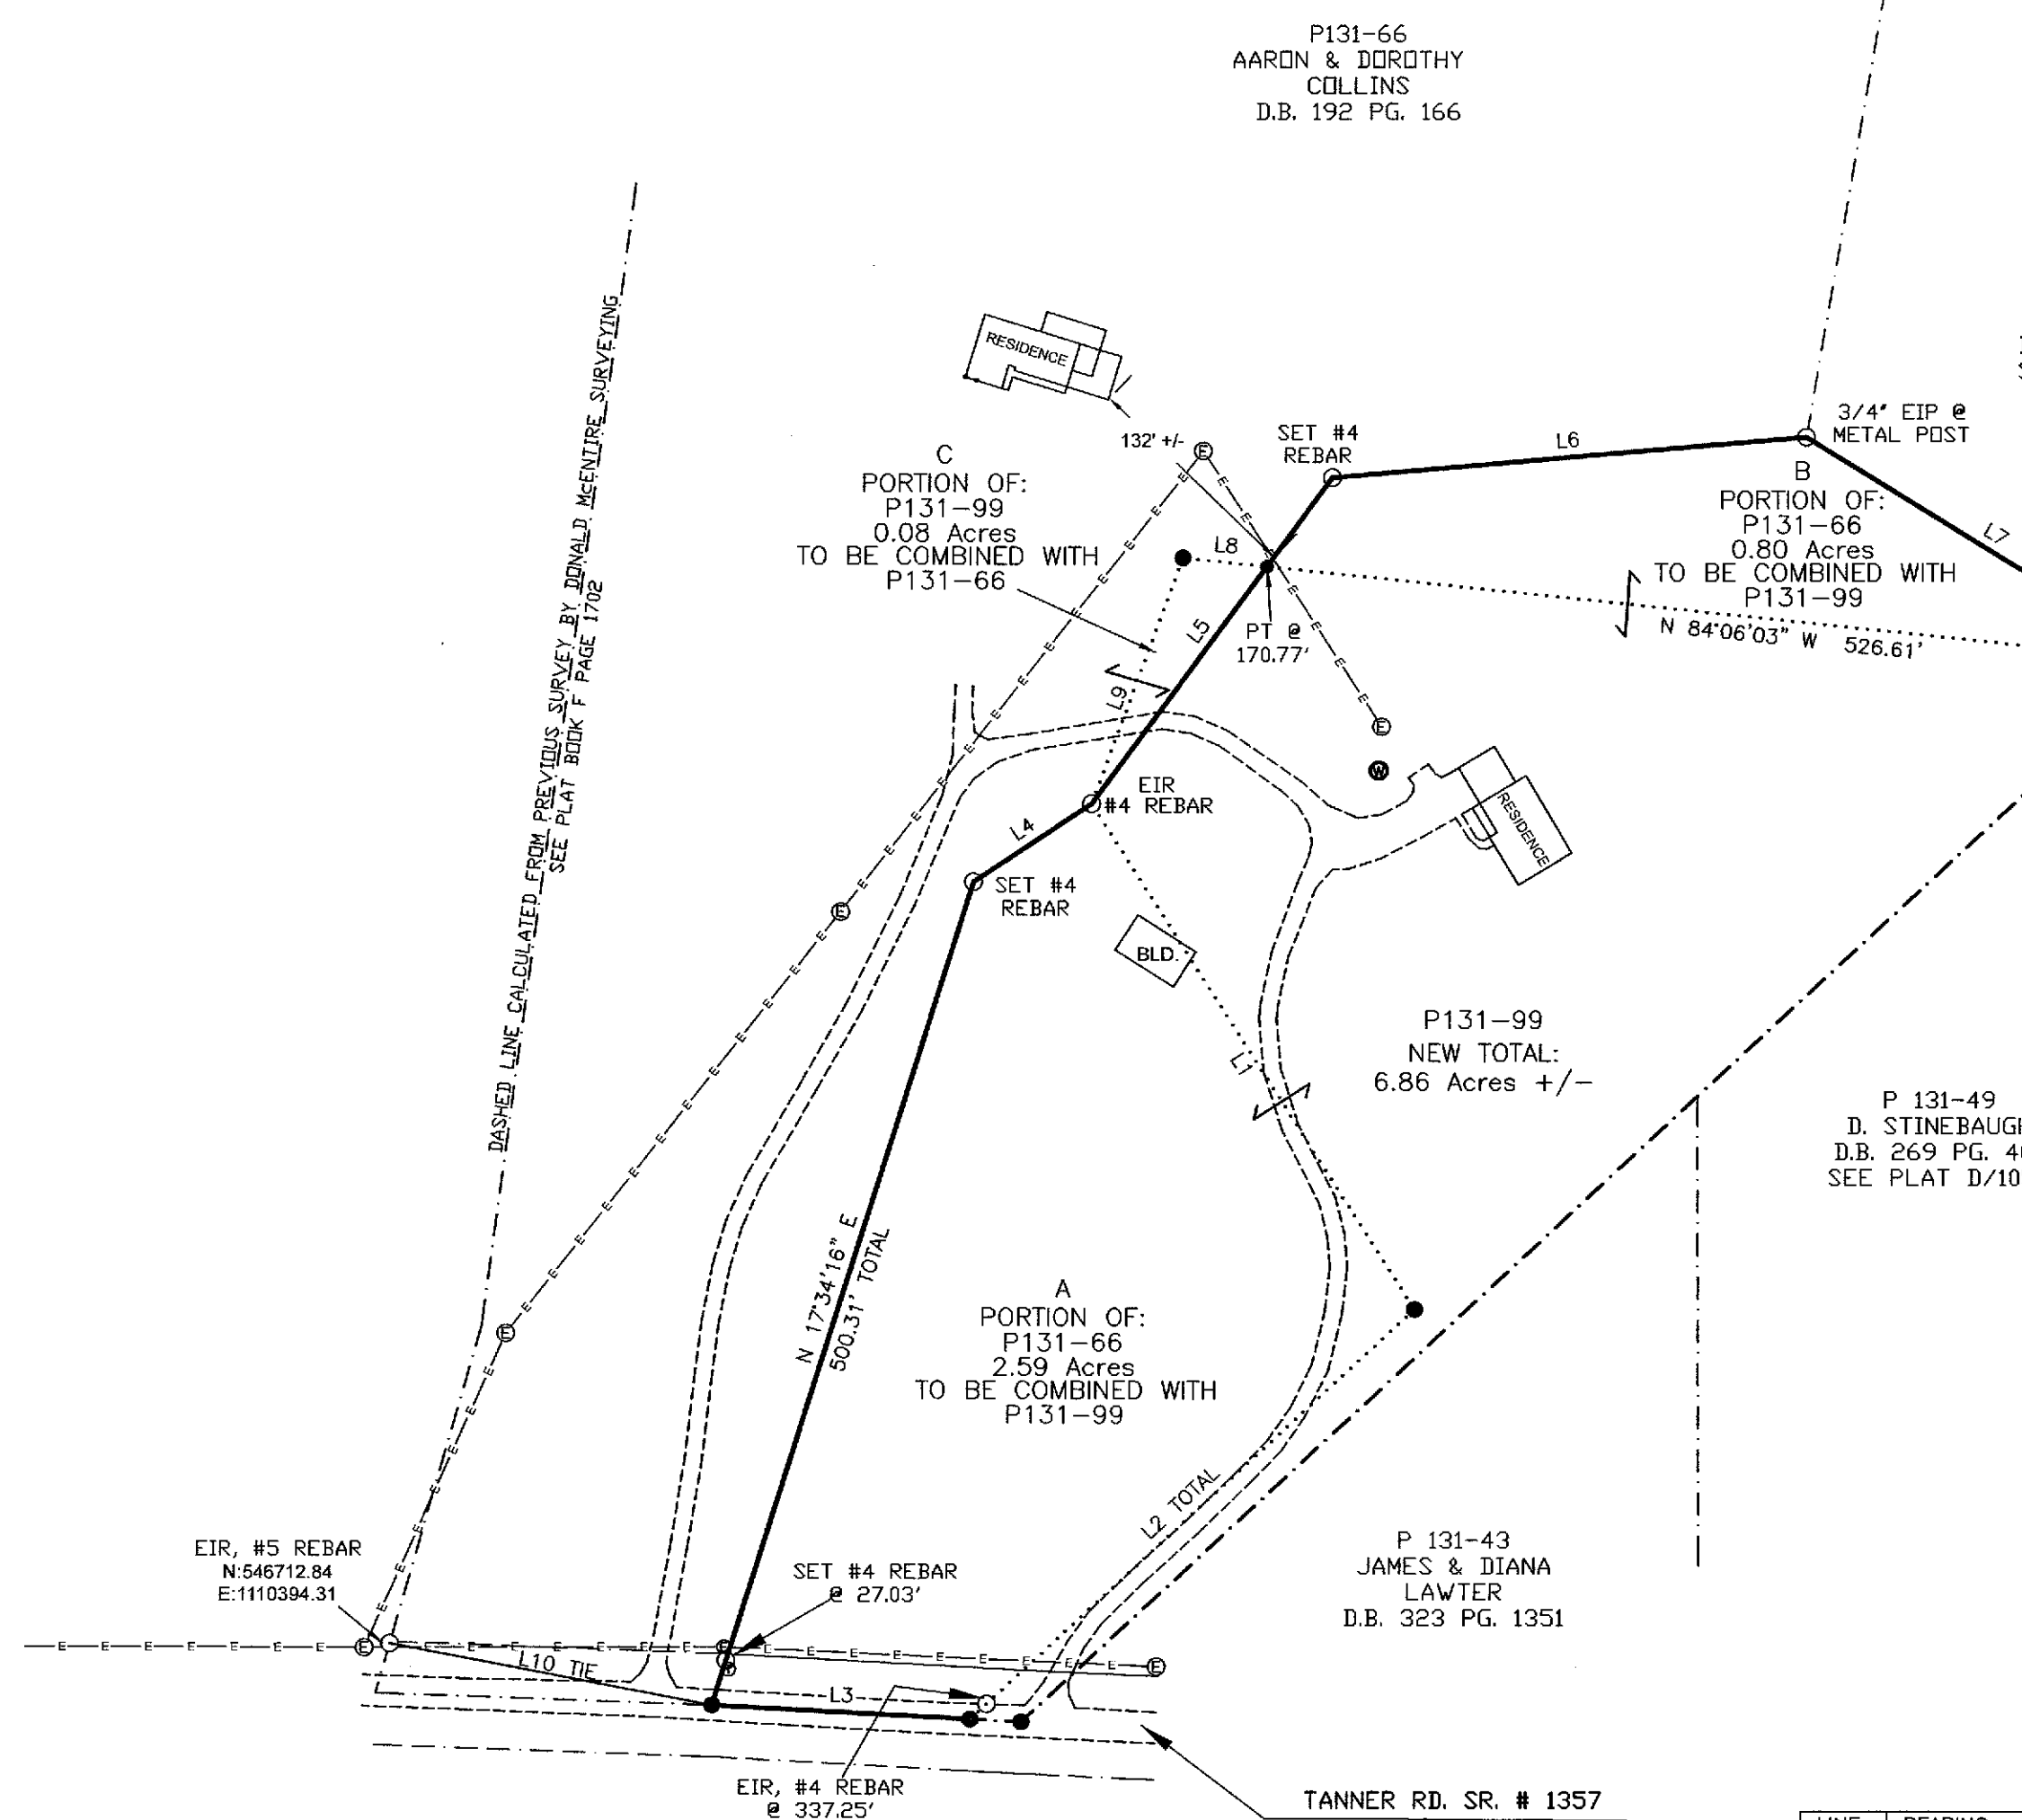 P131-66
AARON & DOROTHY
COLLINS
D.B. 192 PG. 166
DASHED LINE CALCULATED FROM PREVIOUS SURVEY BY DONALD McENTIRE SURVEYING
SEE PLAT BOOK F PAGE 1702
RESIDENCE
132' +/-
SET #4
REBAR
L6
3/4" EIP @
METAL POST
C
PORTION OF:
P131-99
0.08 Acres
TO BE COMBINED WITH
P131-66
L8
B
PORTION OF:
P131-66
0.80 Acres
TO BE COMBINED WITH
P131-99
L7
N 84°06'03" W 526.61'
L5
PT @
170.77'
L9
EIR
#4 REBAR
W
RESIDENCE
L4
SET #4
REBAR
BLD.
L1
P131-99
NEW TOTAL:
6.86 Acres +/-
P 131-49
D. STINEBAUGH
D.B. 269 PG.
SEE PLAT D/10
N 17°34'16" E
500.31' TOTAL
A
PORTION OF:
P131-66
2.59 Acres
TO BE COMBINED WITH
P131-99
L2 TOTAL
P 131-43
JAMES & DIANA
LAWTER
D.B. 323 PG. 1351
EIR, #5 REBAR
N:546712.84
E:1110394.31
SET #4 REBAR
@ 27.03'
L10 TIE
L3
EIR, #4 REBAR
@ 337.25'
TANNER RD. SR. # 1357
LINE BEARING